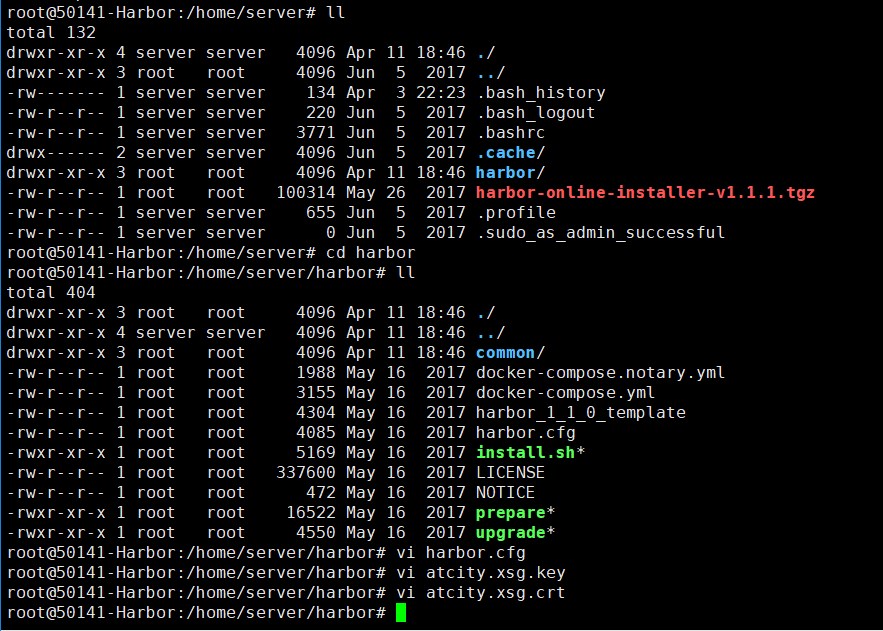 root@50141-Harbor:/home/server# ll
total 132
drwxr-xr-x 4 server server   4096 Apr 11 18:46 ./
drwxr-xr-x 3 root   root     4096 Jun  5  2017 ../
-rw------- 1 server server    134 Apr  3 22:23 .bash_history
-rw-r--r-- 1 server server    220 Jun  5  2017 .bash_logout
-rw-r--r-- 1 server server   3771 Jun  5  2017 .bashrc
drwx------ 2 server server   4096 Jun  5  2017 .cache/
drwxr-xr-x 3 root   root     4096 Apr 11 18:46 harbor/
-rw-r--r-- 1 root   root   100314 May 26  2017 harbor-online-installer-v1.1.1.tgz
-rw-r--r-- 1 server server    655 Jun  5  2017 .profile
-rw-r--r-- 1 server server      0 Jun  5  2017 .sudo_as_admin_successful
root@50141-Harbor:/home/server# cd harbor
root@50141-Harbor:/home/server/harbor# ll
total 404
drwxr-xr-x 3 root   root     4096 Apr 11 18:46 ./
drwxr-xr-x 4 server server   4096 Apr 11 18:46 ../
drwxr-xr-x 3 root   root     4096 Apr 11 18:46 common/
-rw-r--r-- 1 root   root     1988 May 16  2017 docker-compose.notary.yml
-rw-r--r-- 1 root   root     3155 May 16  2017 docker-compose.yml
-rw-r--r-- 1 root   root     4304 May 16  2017 harbor_1_1_0_template
-rw-r--r-- 1 root   root     4085 May 16  2017 harbor.cfg
-rwxr-xr-x 1 root   root     5169 May 16  2017 install.sh*
-rw-r--r-- 1 root   root   337600 May 16  2017 LICENSE
-rw-r--r-- 1 root   root      472 May 16  2017 NOTICE
-rwxr-xr-x 1 root   root    16522 May 16  2017 prepare*
-rwxr-xr-x 1 root   root     4550 May 16  2017 upgrade*
root@50141-Harbor:/home/server/harbor# vi harbor.cfg
root@50141-Harbor:/home/server/harbor# vi atcity.xsg.key
root@50141-Harbor:/home/server/harbor# vi atcity.xsg.crt
root@50141-Harbor:/home/server/harbor#